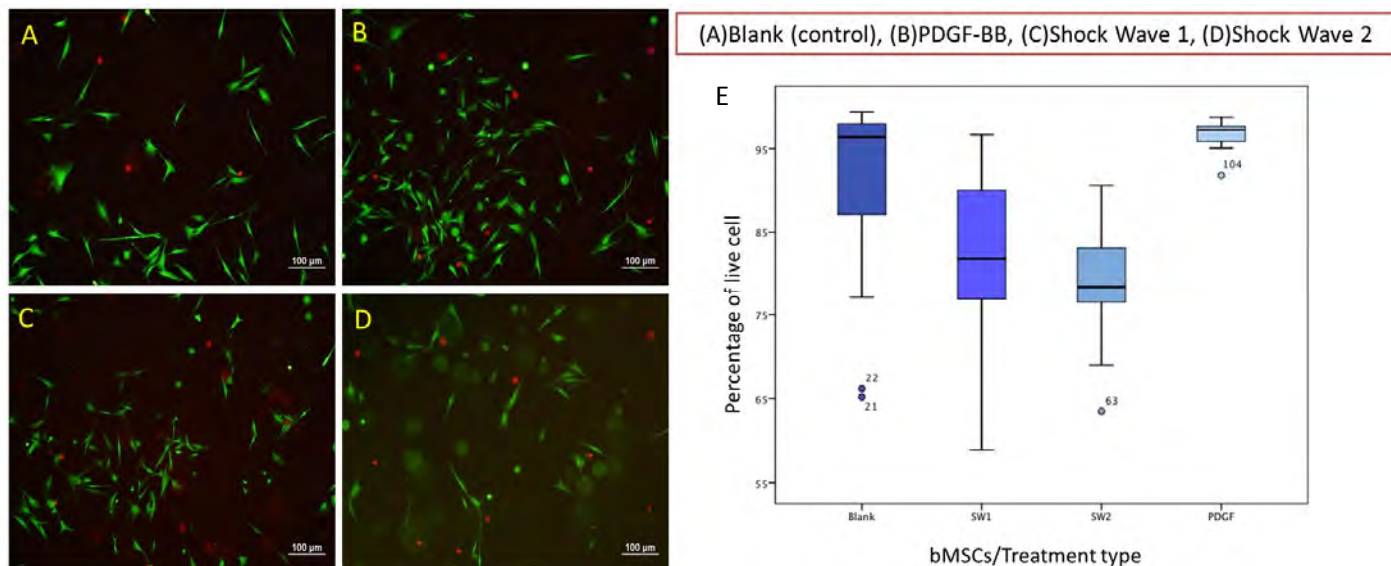 A
B
100 µm
100 µm
C
D
100 µm
100 µm
(A)Blank (control), (B)PDGF-BB, (C)Shock Wave 1, (D)Shock Wave 2
E
Percentage of live cell
95
85
75
65
55
22
21
63
104
Blank
SW1
SW2
PDGF
bMSCs/Treatment type